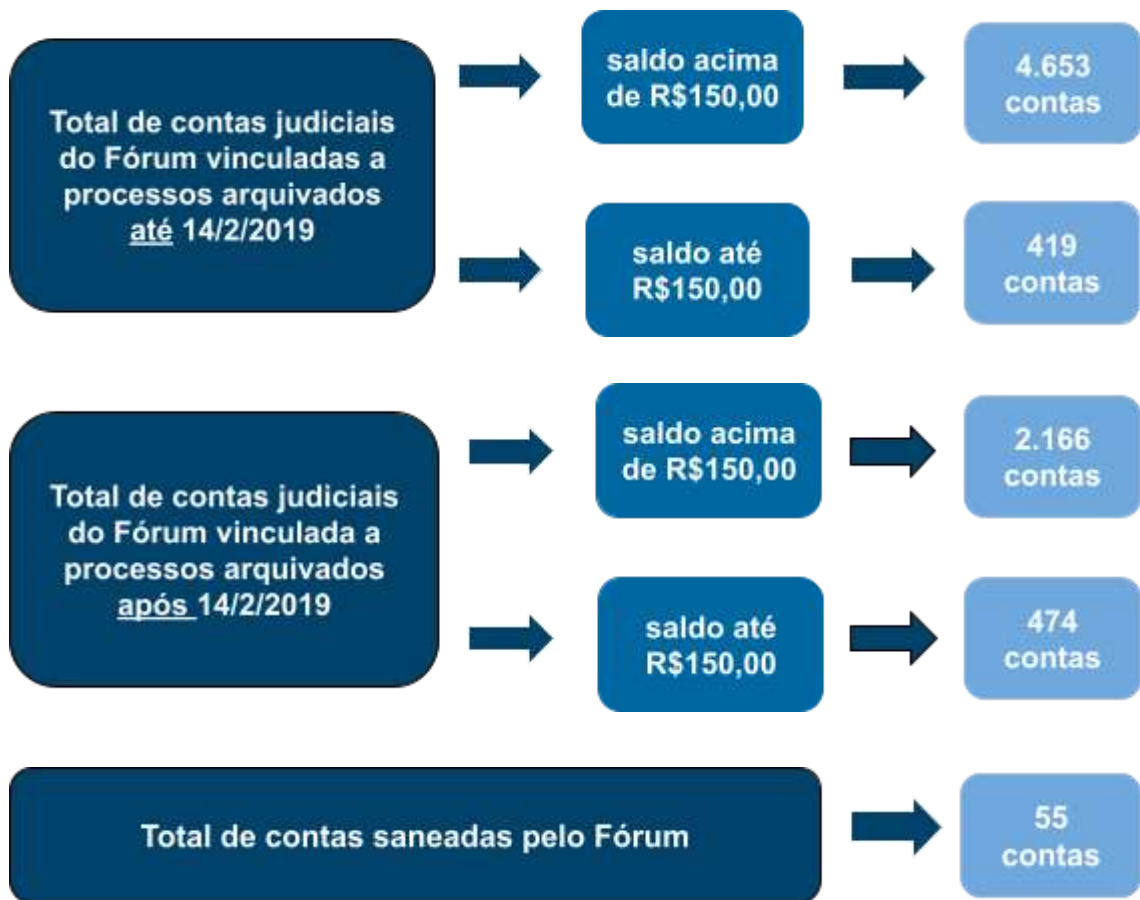 Total de contas judiciais
do Fórum vinculadas a
processos arquivados
até 14/2/2019
saldo acima
de R$150,00
4.653
contas
saldo até
R$150,00
419
contas
Total de contas judiciais
do Fórum vinculada a
processos arquivados
após 14/2/2019
saldo acima
de R$150,00
2.166
contas
saldo até
R$150,00
474
contas
Total de contas saneadas pelo Fórum
55
contas